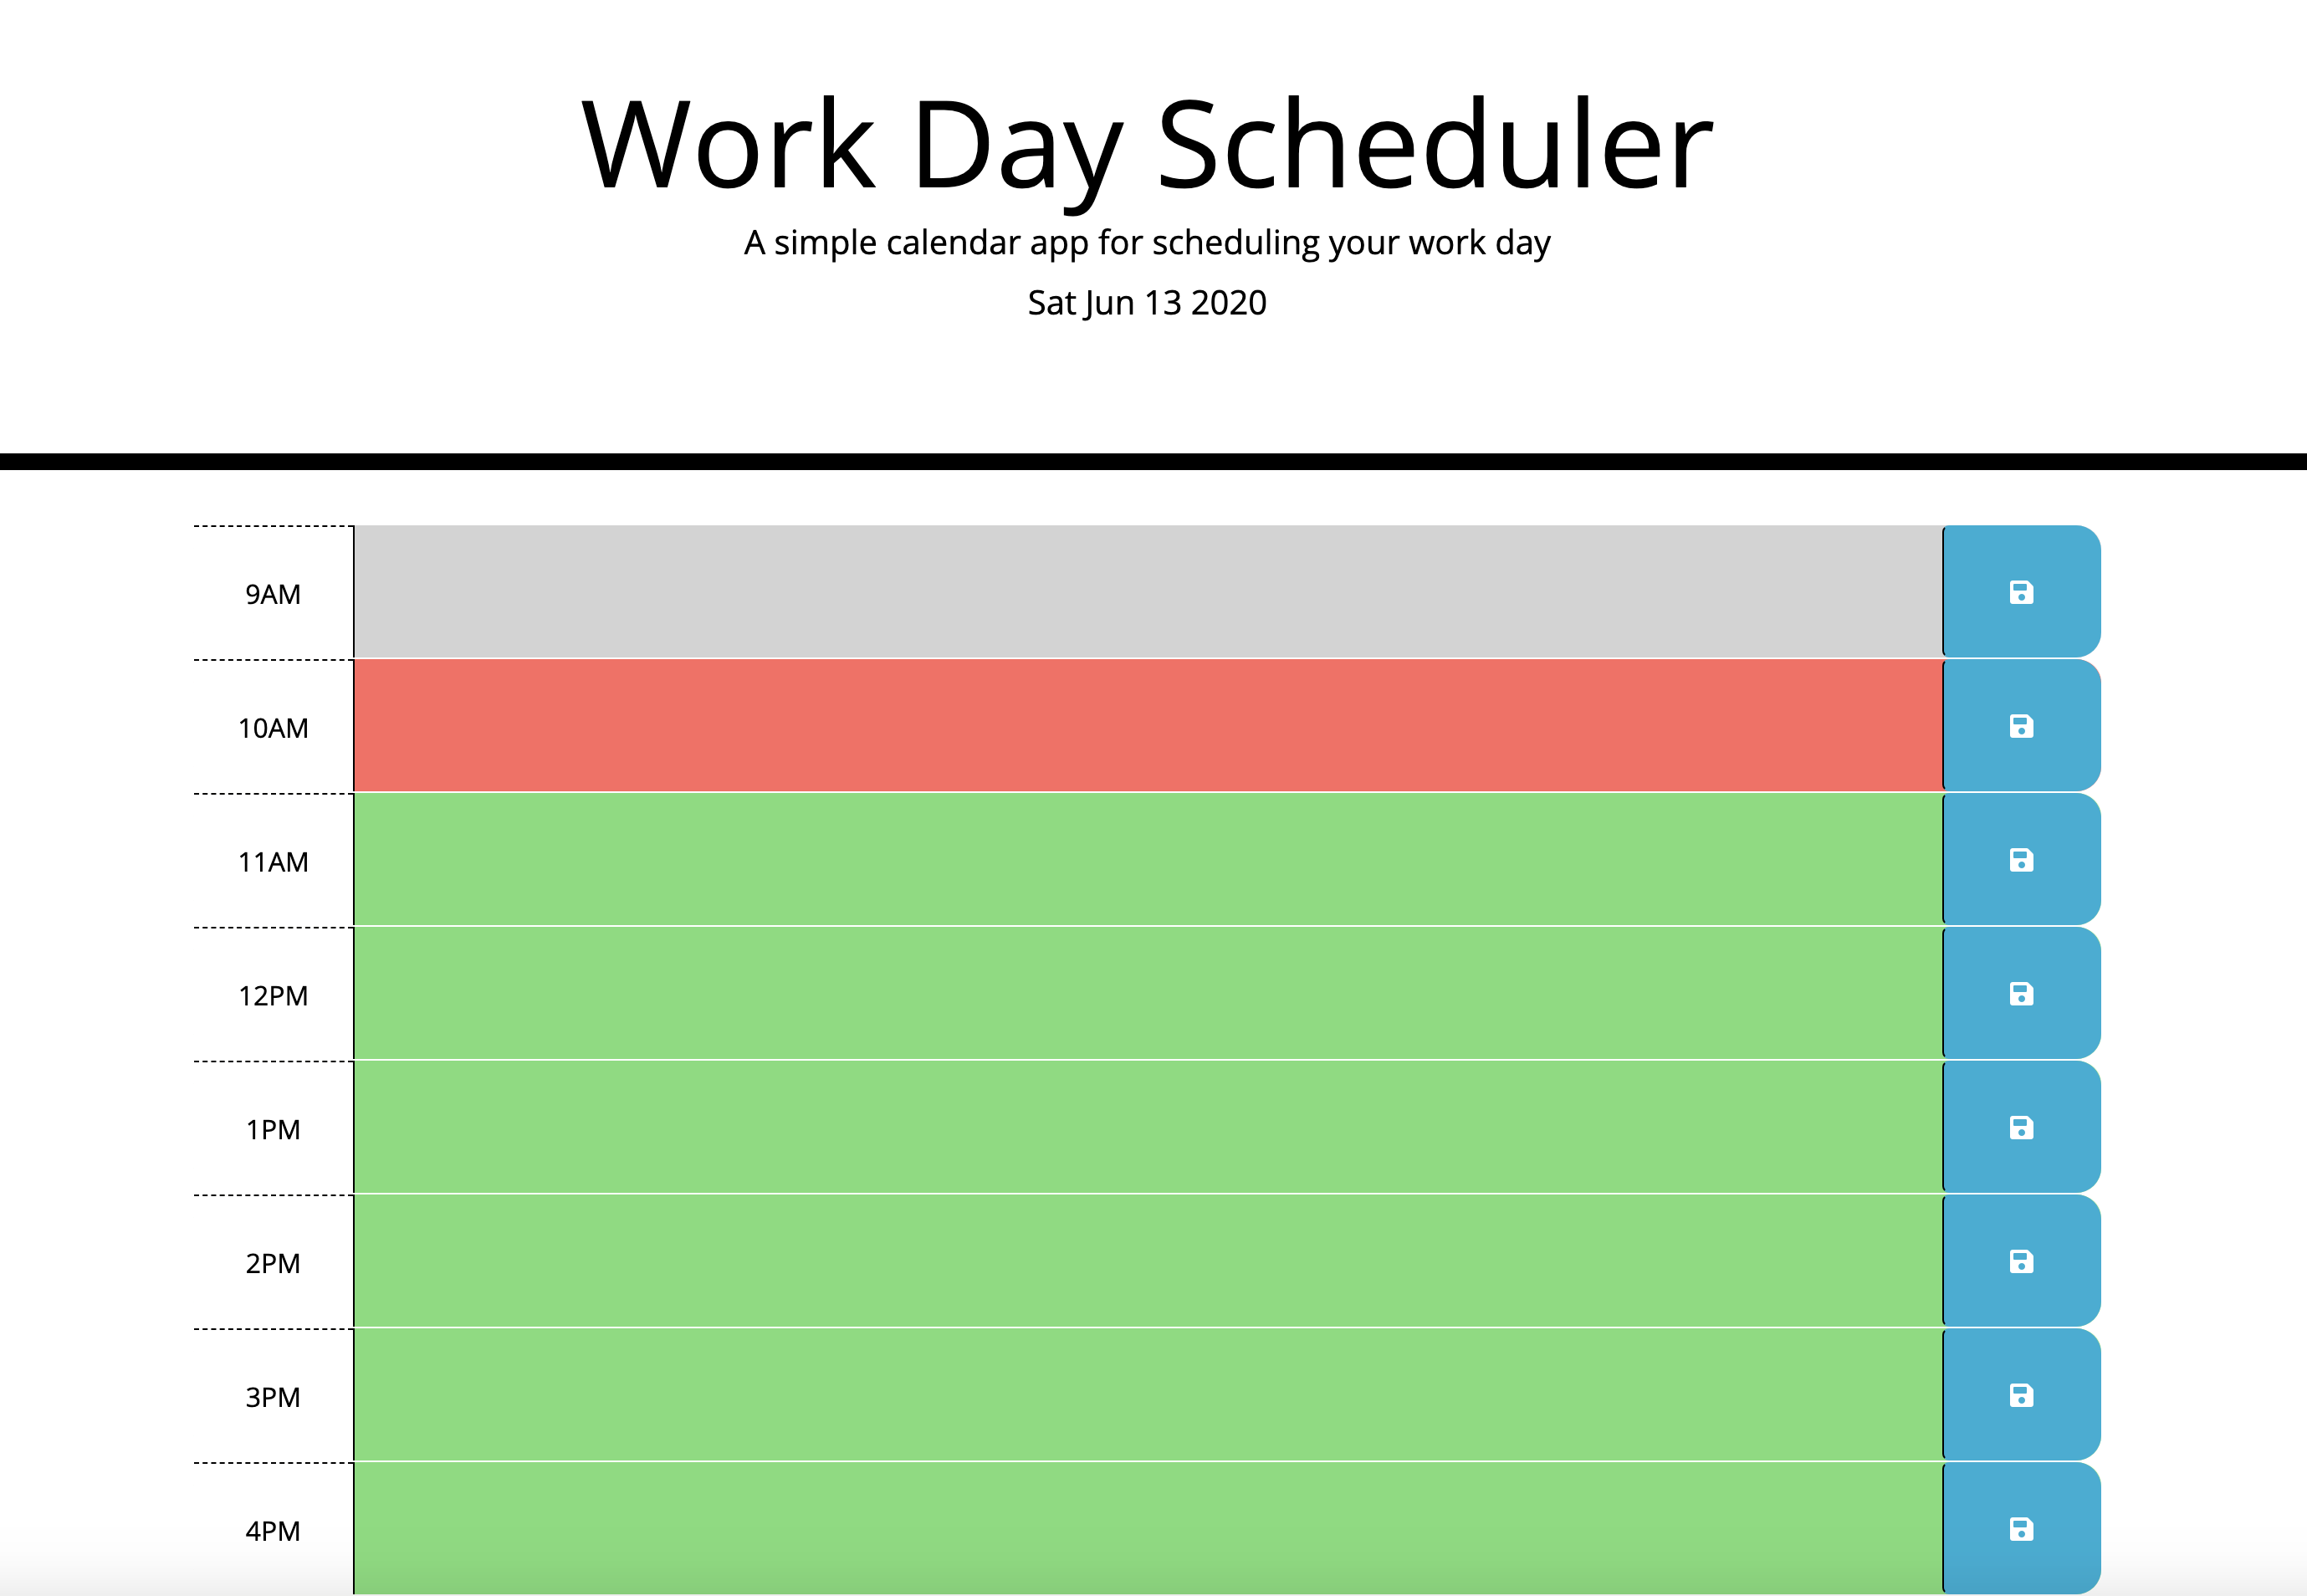 Work Day Scheduler
A simple calendar app for scheduling your work day
Sat Jun 13 2020
9AM
10AM
11AM
12PM
1PM
2PM
3PM
4PM